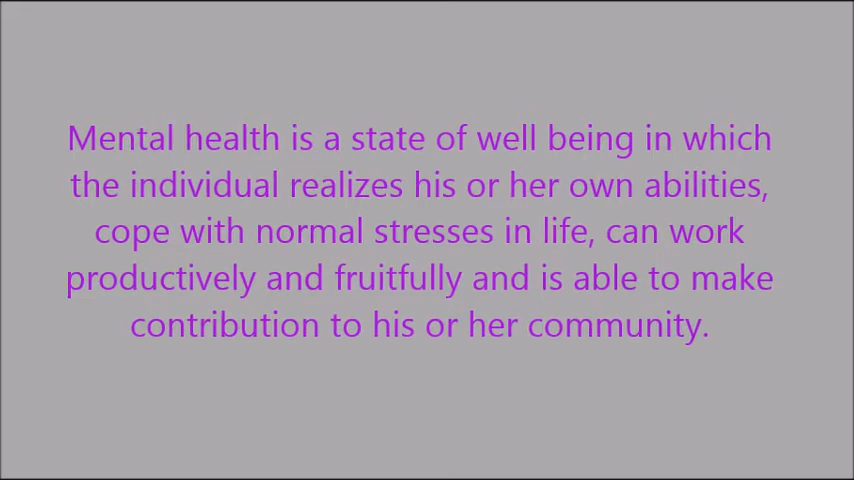 Mental health is a state of well being in which
the individual realizes his or her own abilities,
cope with normal stresses in life, can work
productively and fruitfully and is able to make
contribution to his or her community.